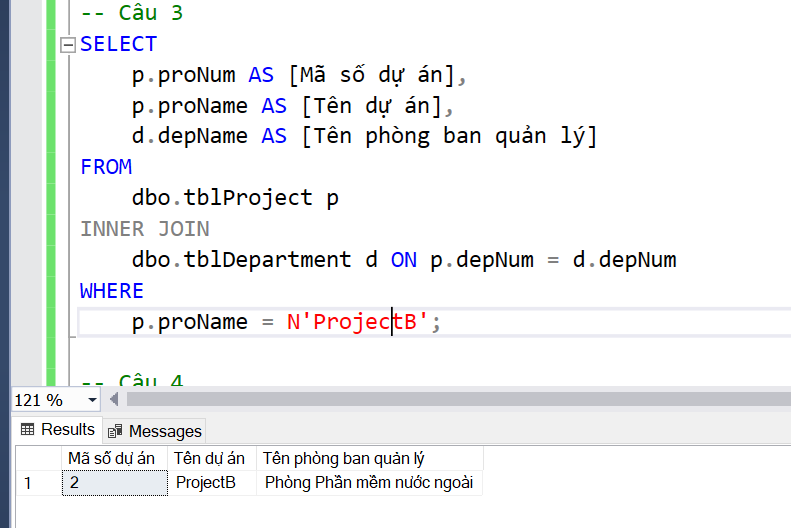 -- Câu 3
SELECT
p.proNum AS [Mã số dự án],
p.proName AS [Tên dự án],
d.depName AS [Tên phòng ban quản lý]
FROM
dbo.tblProject p
INNER JOIN
dbo.tblDepartment d ON p.depNum = d.depNum
WHERE
p.proName = N'ProjectB';
-- Câu 4
121 %
Results Messages
Mã số dự án Tên dự án Tên phòng ban quản lý
1 2 ProjectB Phòng Phần mềm nước ngoài